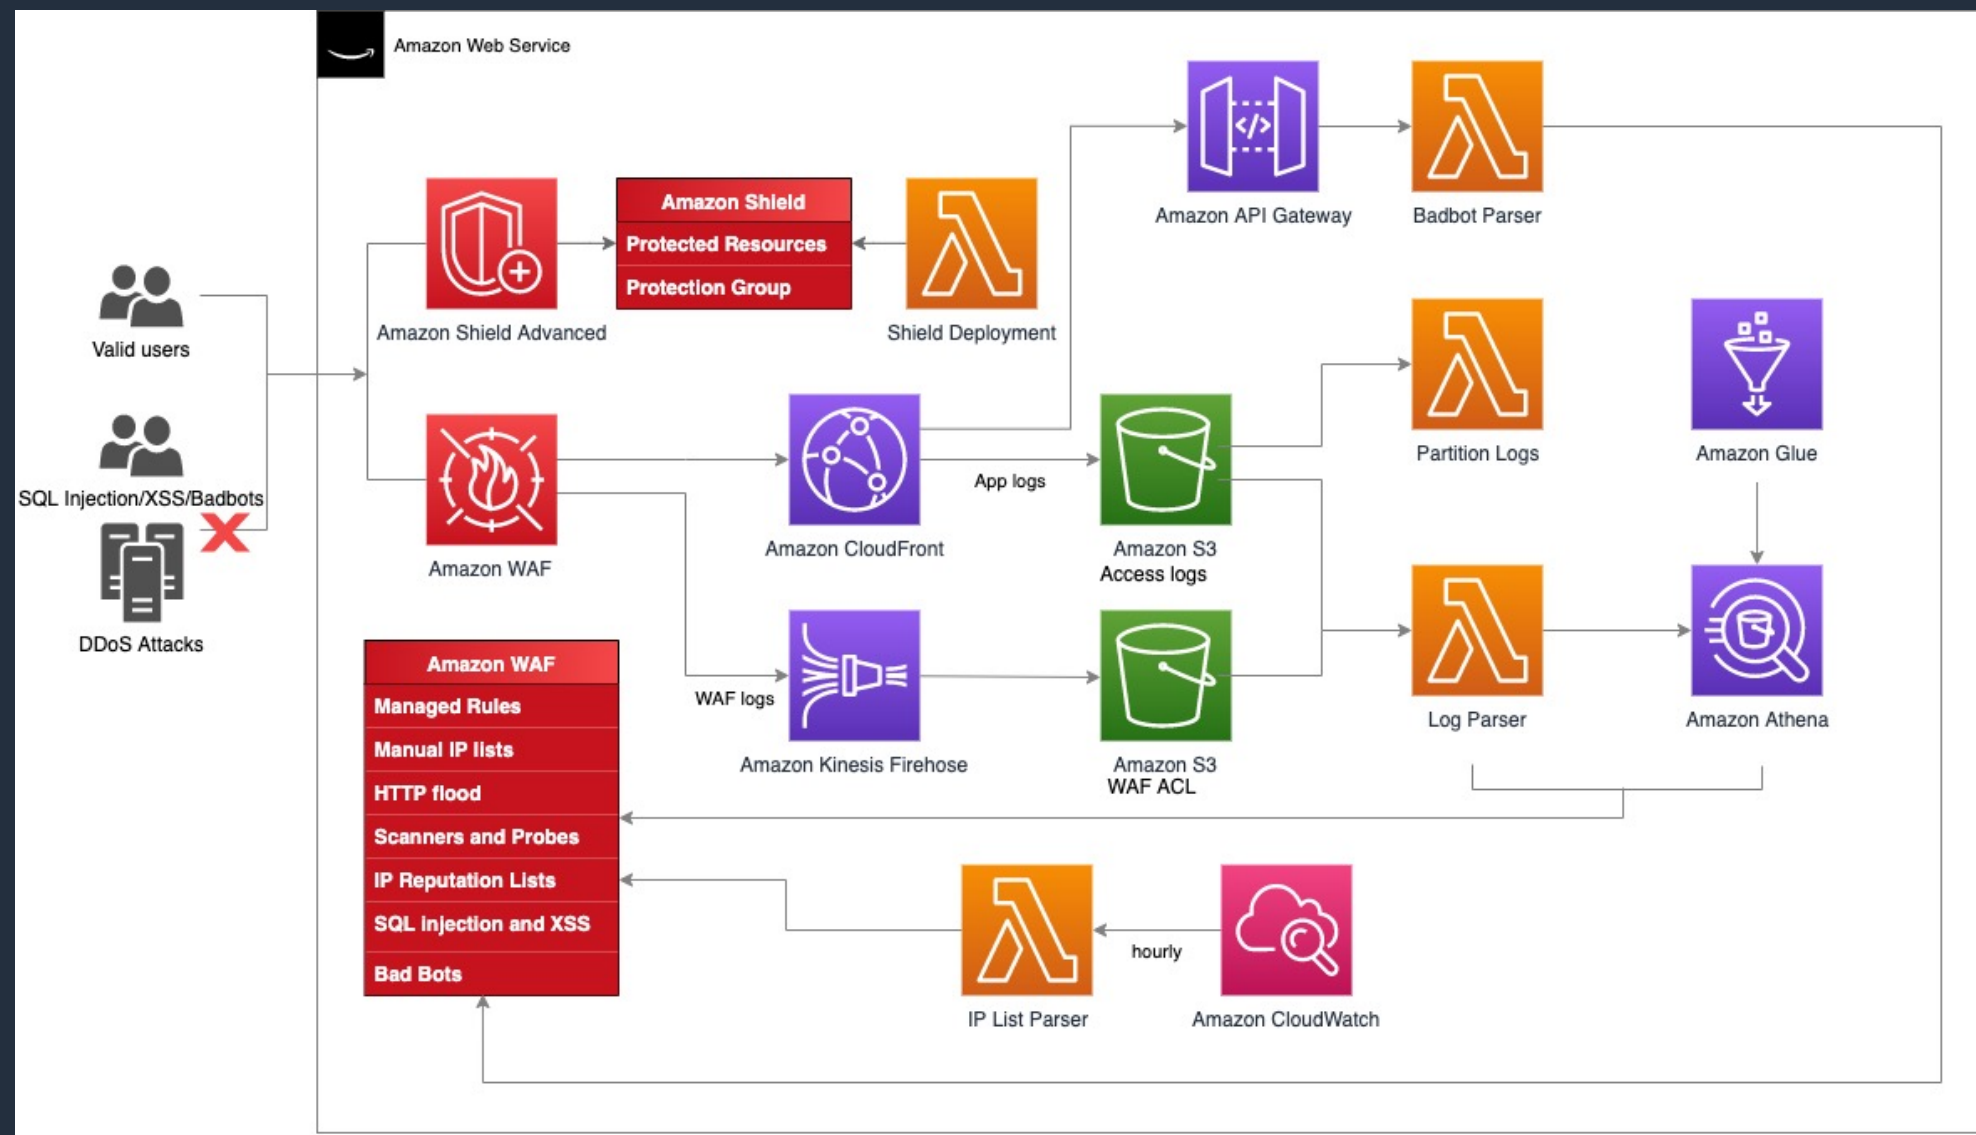 Amazon Web Service
Amazon API Gateway
Badbot Parser
Amazon Shield
Protected Resources
Protection Group
Amazon Shield Advanced
Shield Deployment
Valid users
SQL Injection/XSS/Badbots
DDoS Attacks
Amazon WAF
Amazon CloudFront
App logs
Amazon S3
Access logs
Partition Logs
Amazon Glue
WAF logs
Amazon Kinesis Firehose
Amazon S3
WAF ACL
Log Parser
Amazon Athena
Amazon WAF
Managed Rules
Manual IP lists
HTTP flood
Scanners and Probes
IP Reputation Lists
SQL injection and XSS
Bad Bots
IP List Parser
hourly
Amazon CloudWatch